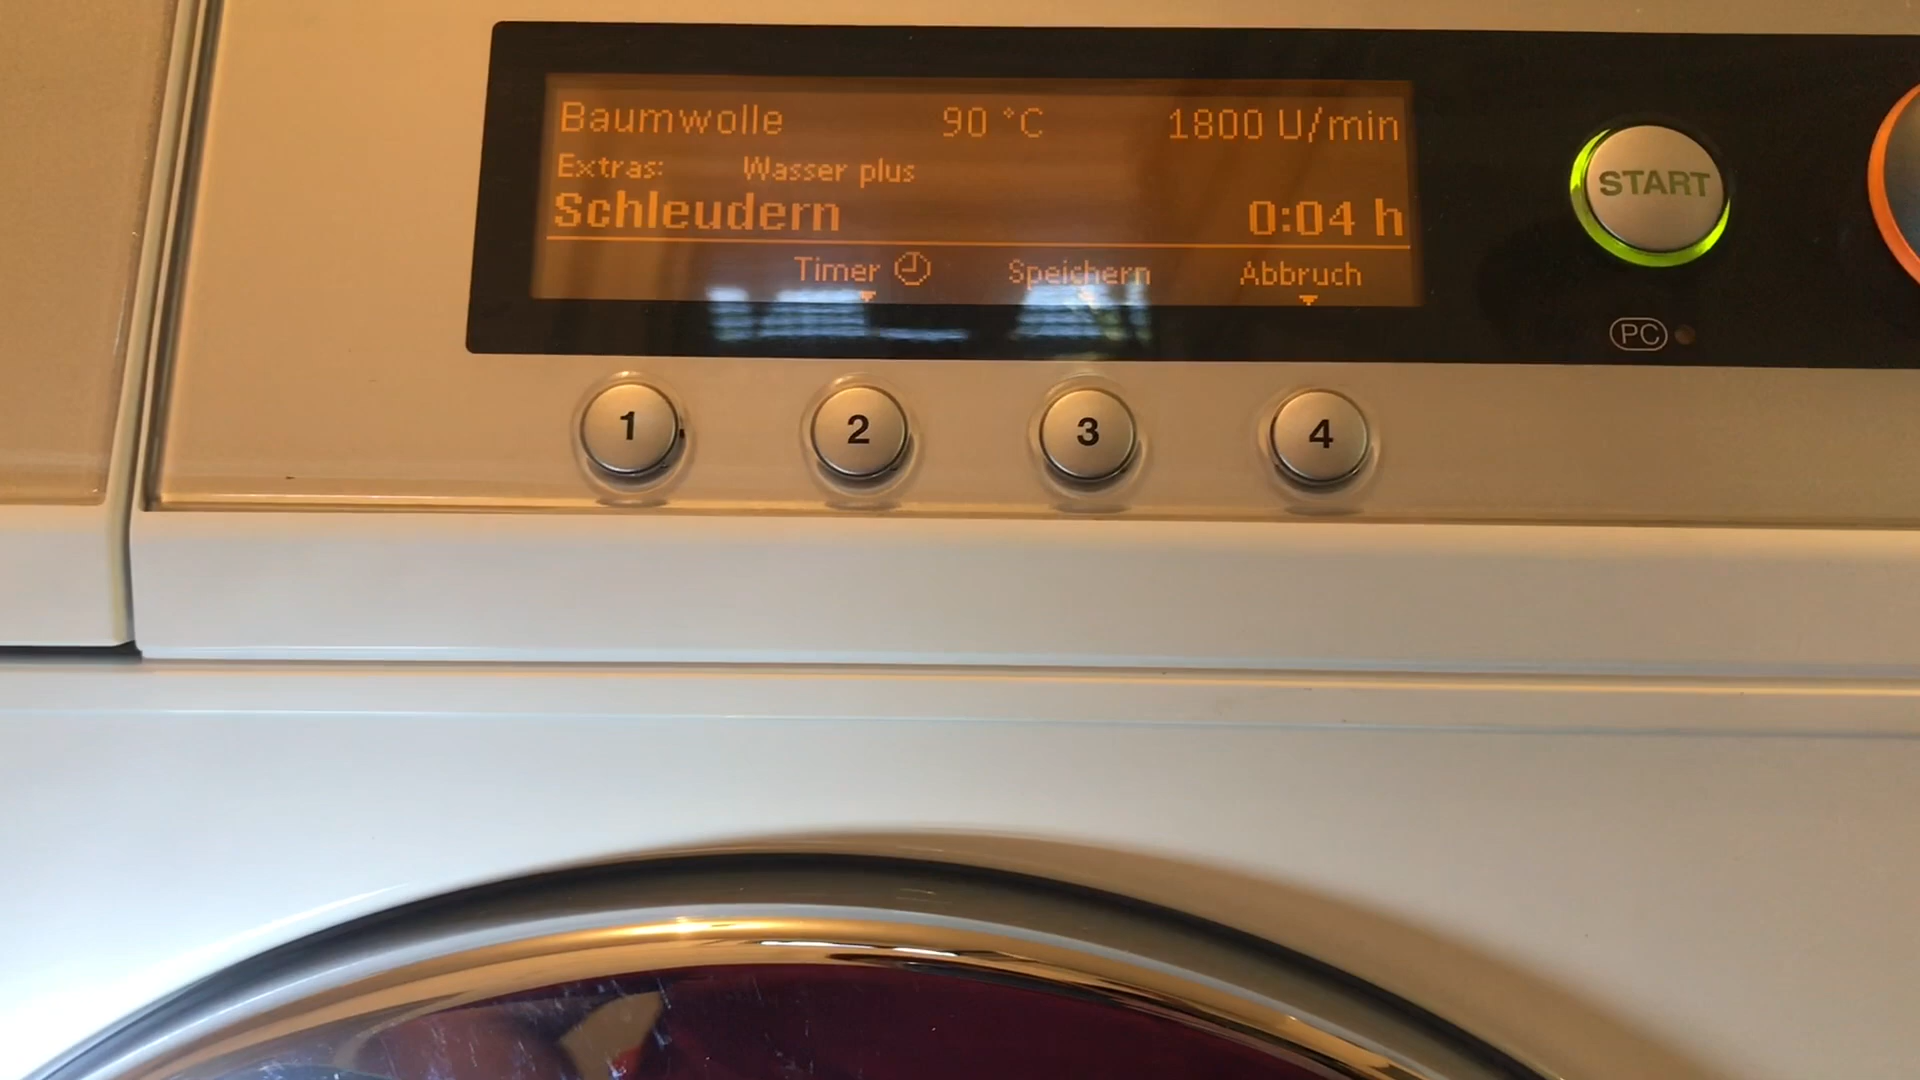 Baumwolle 90 °C 1800 U/min
Extras: Wasser plus
Schleudern 0:04 h
Timer Speichern Abbruch
START
PC
1 2 3 4